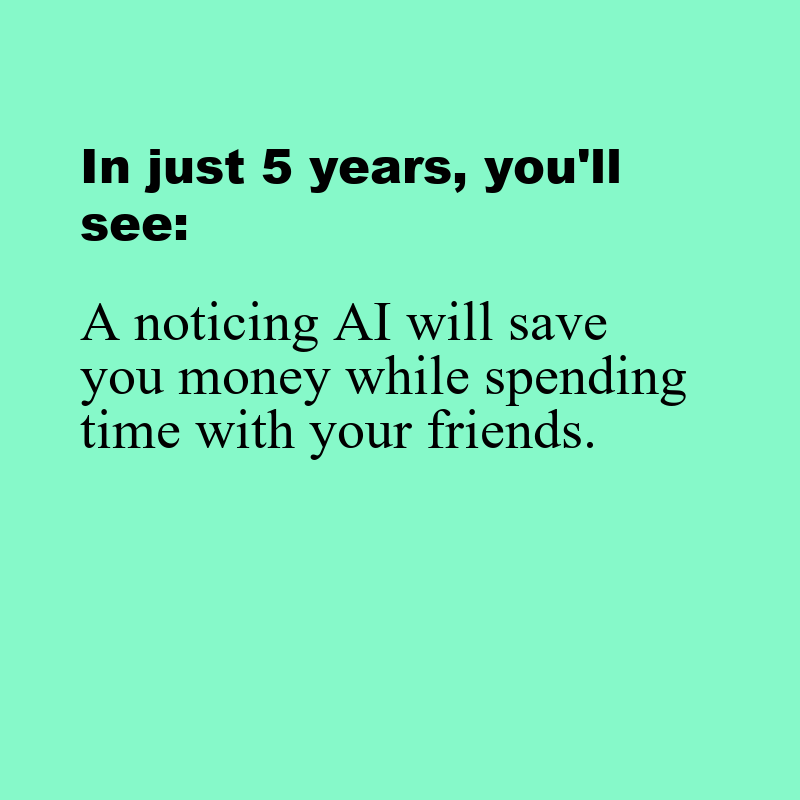 In just 5 years, you'll
see:
A noticing AI will save
you money while spending
time with your friends.